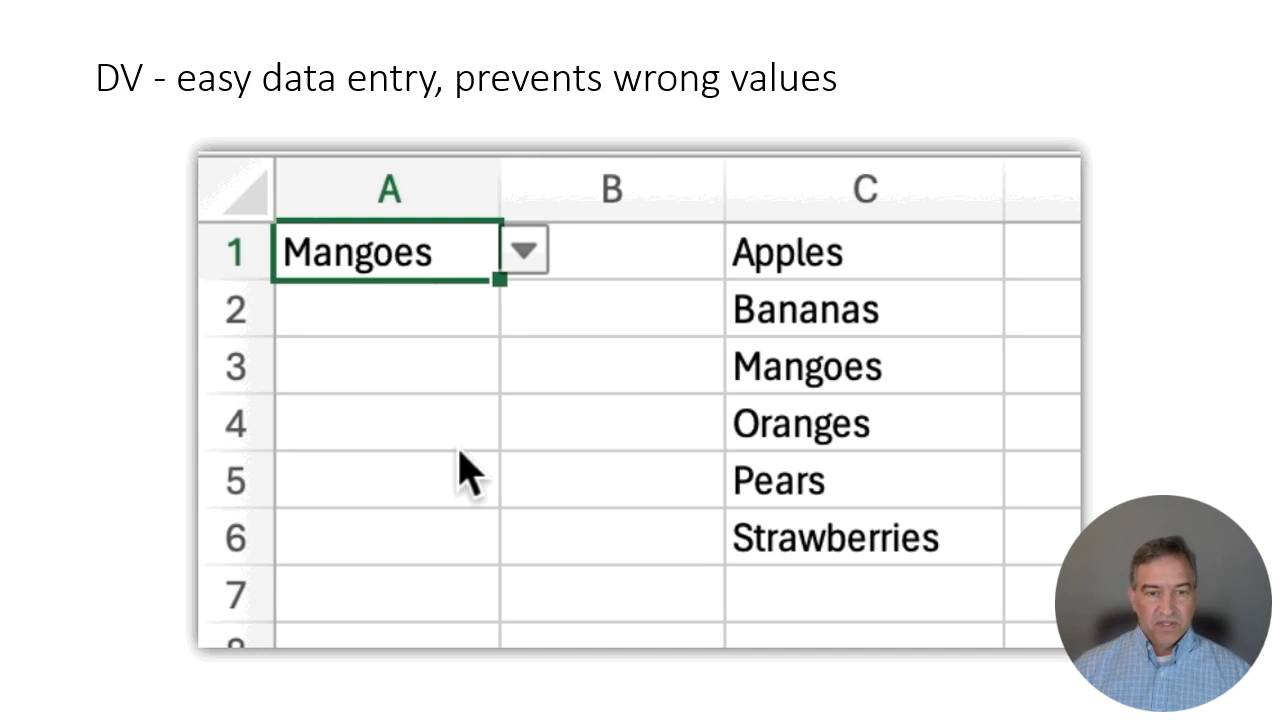 DV - easy data entry, prevents wrong values
A B C
1 Mangoes Apples
2 Bananas
3 Mangoes
4 Oranges
5 Pears
6 Strawberries
7